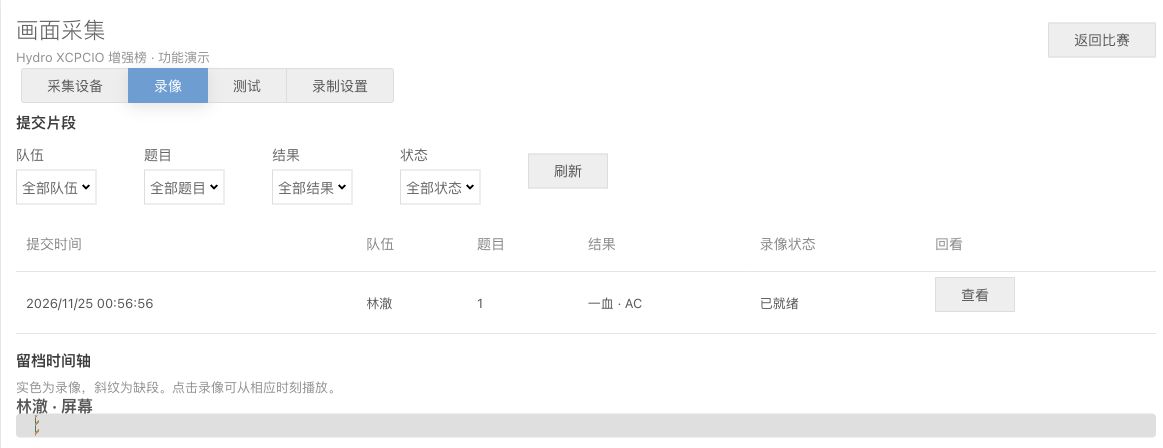 画面采集
返回比赛
Hydro XCPCIO 增强榜 · 功能演示
采集设备 录像 测试 录制设置
提交片段
队伍 题目 结果 状态
全部队伍 全部题目 全部结果 全部状态 刷新
提交时间 队伍 题目 结果 录像状态 回看
2026/11/25 00:56:56 林澈 1 一血 · AC 已就绪 查看
留档时间轴
实色为录像，斜纹为缺段。点击录像可从相应时刻播放。
林澈 · 屏幕